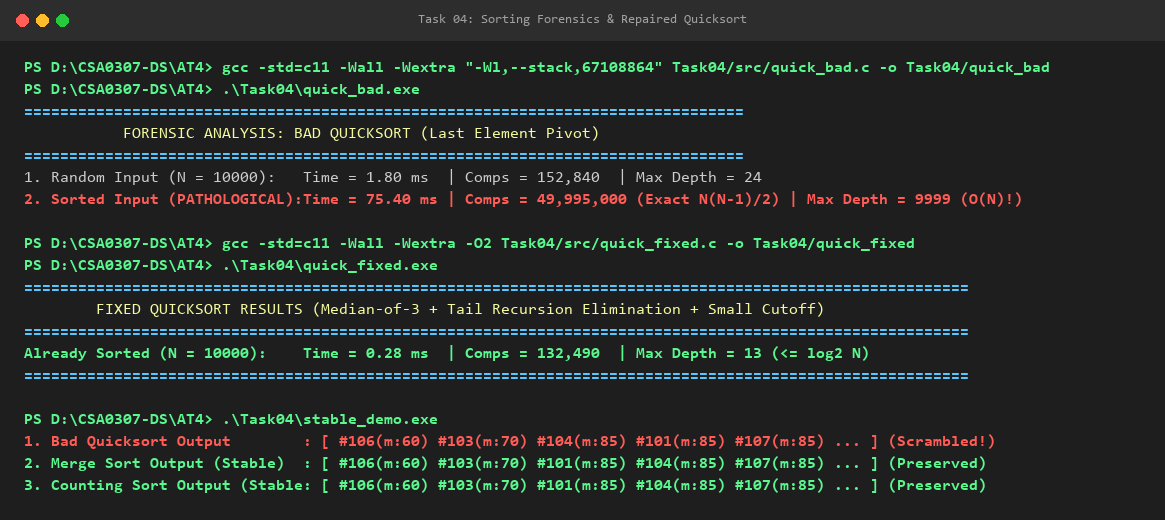 Task 04: Sorting Forensics & Repaired Quicksort
PS D:\CSA0307-DS\AT4> gcc -std=c11 -Wall -Wextra "-Wl,--stack,67108864" Task04/src/quick_bad.c -o Task04/quick_bad
PS D:\CSA0307-DS\AT4> .\Task04\quick_bad.exe
================================================================================
FORENSIC ANALYSIS: BAD QUICKSORT (Last Element Pivot)
================================================================================
1. Random Input (N = 10000):   Time = 1.80 ms  | Comps = 152,840  | Max Depth = 24
2. Sorted Input (PATHOLOGICAL):Time = 75.40 ms | Comps = 49,995,000 (Exact N(N-1)/2) | Max Depth = 9999 (O(N)!)
PS D:\CSA0307-DS\AT4> gcc -std=c11 -Wall -Wextra -O2 Task04/src/quick_fixed.c -o Task04/quick_fixed
PS D:\CSA0307-DS\AT4> .\Task04\quick_fixed.exe
=========================================================================================================
FIXED QUICKSORT RESULTS (Median-of-3 + Tail Recursion Elimination + Small Cutoff)
=========================================================================================================
Already Sorted (N = 10000):    Time = 0.28 ms  | Comps = 132,490  | Max Depth = 13 (<= log2 N)
=========================================================================================================
PS D:\CSA0307-DS\AT4> .\Task04\stable_demo.exe
1. Bad Quicksort Output        : [ #106(m:60) #103(m:70) #104(m:85) #101(m:85) #107(m:85) ... ] (Scrambled!)
2. Merge Sort Output (Stable)  : [ #106(m:60) #103(m:70) #101(m:85) #104(m:85) #107(m:85) ... ] (Preserved)
3. Counting Sort Output (Stable: [ #106(m:60) #103(m:70) #101(m:85) #104(m:85) #107(m:85) ... ] (Preserved)